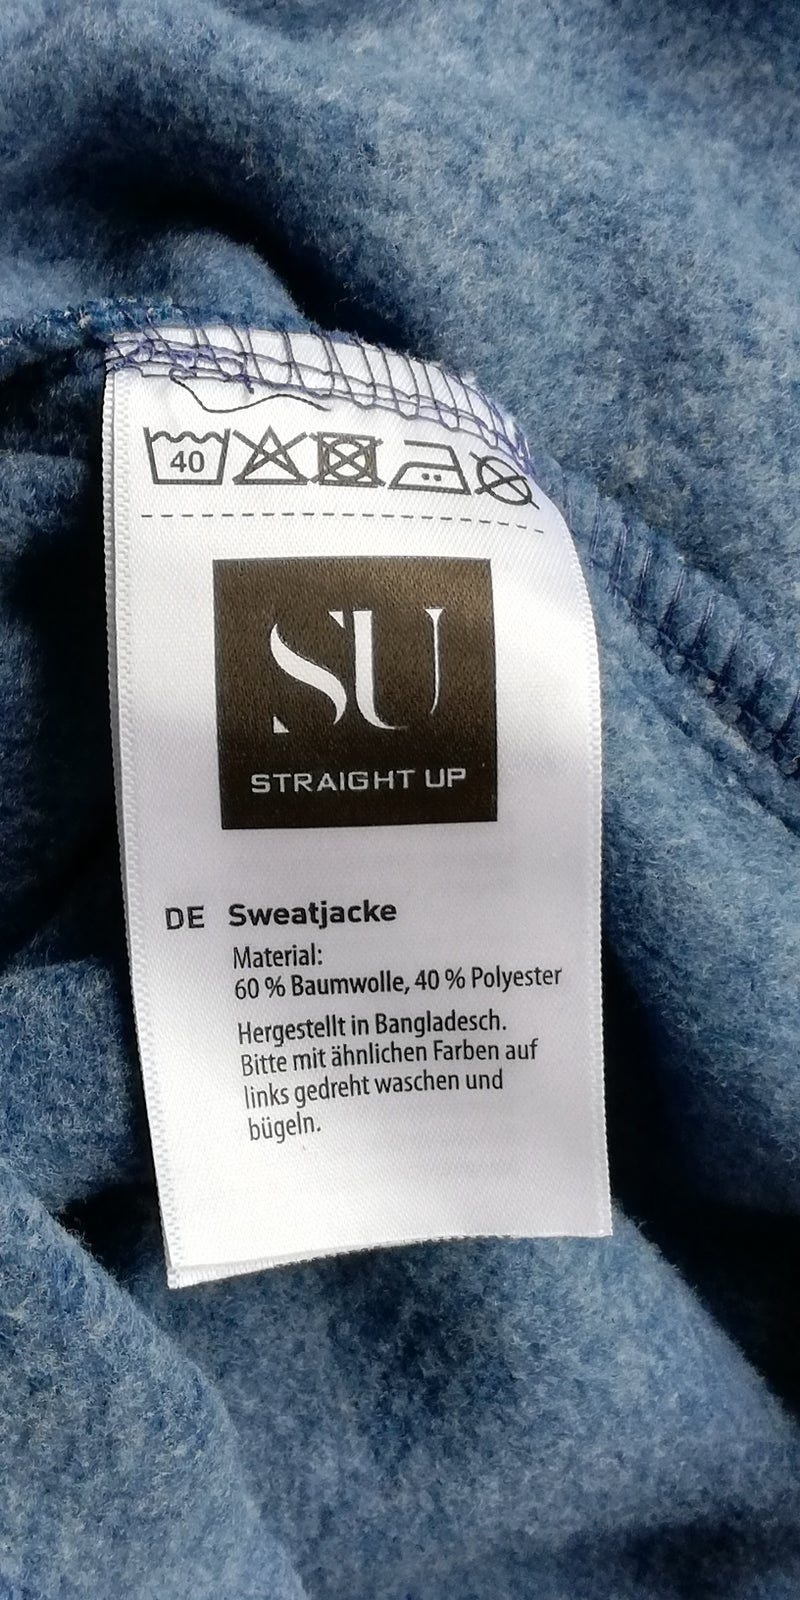 40
SU
STRAIGHT UP
DE Sweatjacke
Material:
60 % Baumwolle, 40 % Polyester
Hergestellt in Bangladesch.
Bitte mit ähnlichen Farben auf
links gedreht waschen und
bügeln.